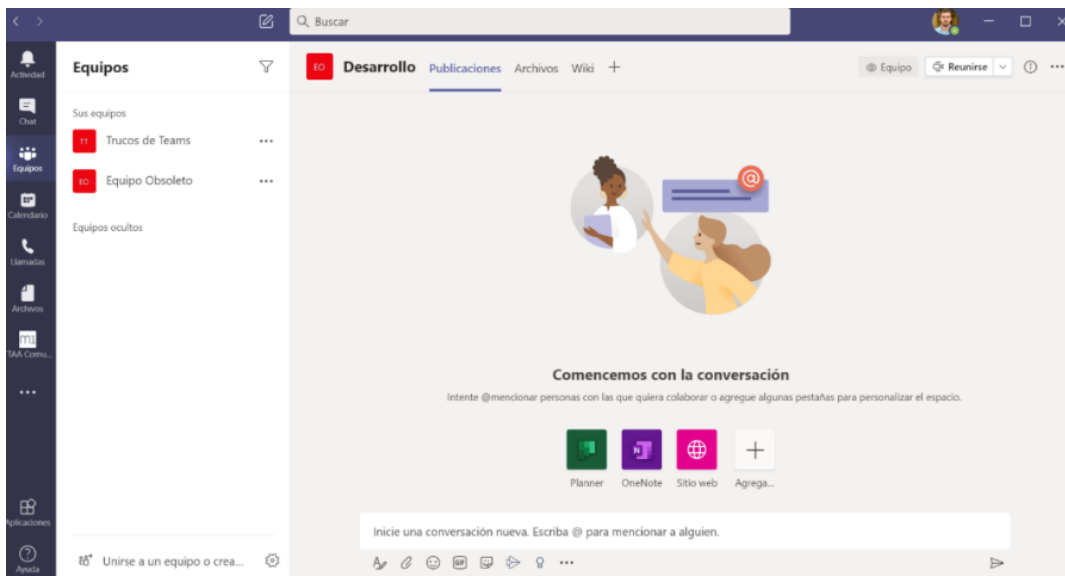 Buscar
Actividad
Chat
Equipos
Calendario
Llamadas
Archivos
TAA Comu...
Aplicaciones
Ayuda
Equipos
Sus equipos
TT Trucos de Teams
EO Equipo Obsoleto
Equipos ocultos
Unirse a un equipo o crea...
EO Desarrollo Publicaciones Archivos Wiki
Equipo Reunirse
@
Comencemos con la conversación
Intente @mencionar personas con las que quiera colaborar o agregue algunas pestañas para personalizar el espacio.
N
Planner OneNote Sitio web Agrega...
Inicie una conversación nueva. Escriba @ para mencionar a alguien.
GIF